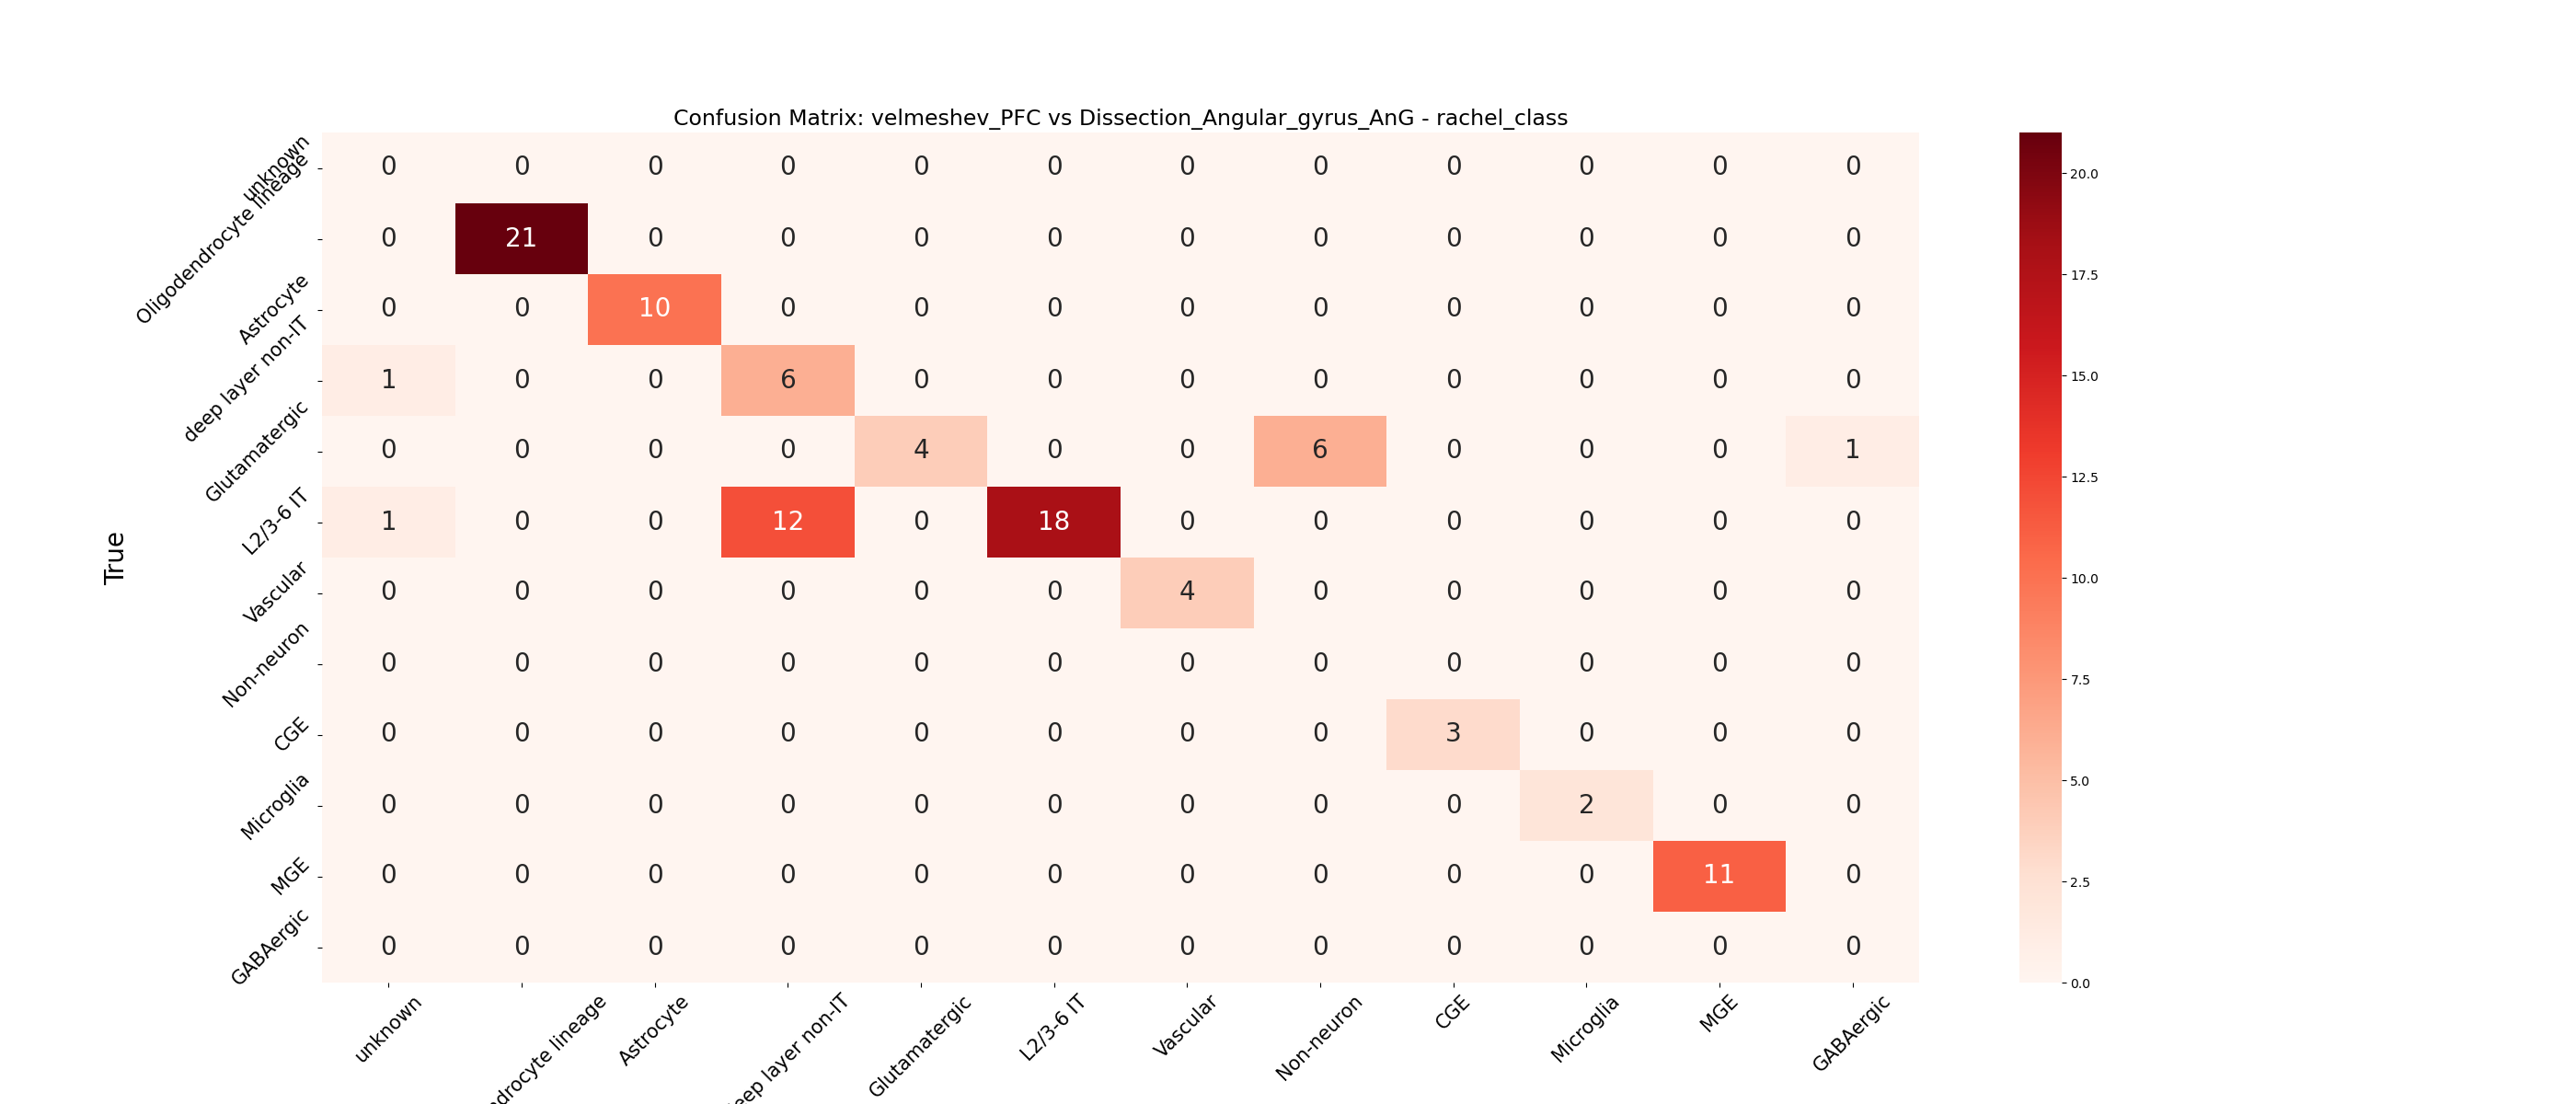 Confusion Matrix: velmeshev_PFC vs Dissection_Angular_gyrus_AnG - rachel_class
unknown 0 0 0 0 0 0 0 0 0 0 0 0
Oligodendrocyte lineage 0 21 0 0 0 0 0 0 0 0 0 0
Astrocyte 0 0 10 0 0 0 0 0 0 0 0 0
deep layer non-IT 1 0 0 6 0 0 0 0 0 0 0 0
Glutamatergic 0 0 0 0 4 0 0 6 0 0 0 1
L2/3-6 IT 1 0 0 12 0 18 0 0 0 0 0 0
Vascular 0 0 0 0 0 0 4 0 0 0 0 0
Non-neuron 0 0 0 0 0 0 0 0 0 0 0 0
CGE 0 0 0 0 0 0 0 0 3 0 0 0
Microglia 0 0 0 0 0 0 0 0 0 2 0 0
MGE 0 0 0 0 0 0 0 0 0 0 11 0
GABAergic 0 0 0 0 0 0 0 0 0 0 0 0
True
unknown
ndrocyte lineage
Astrocyte
eep layer non-IT
Glutamatergic
L2/3-6 IT
Vascular
Non-neuron
CGE
Microglia
MGE
GABAergic
20.0
17.5
15.0
12.5
10.0
7.5
5.0
2.5
0.0